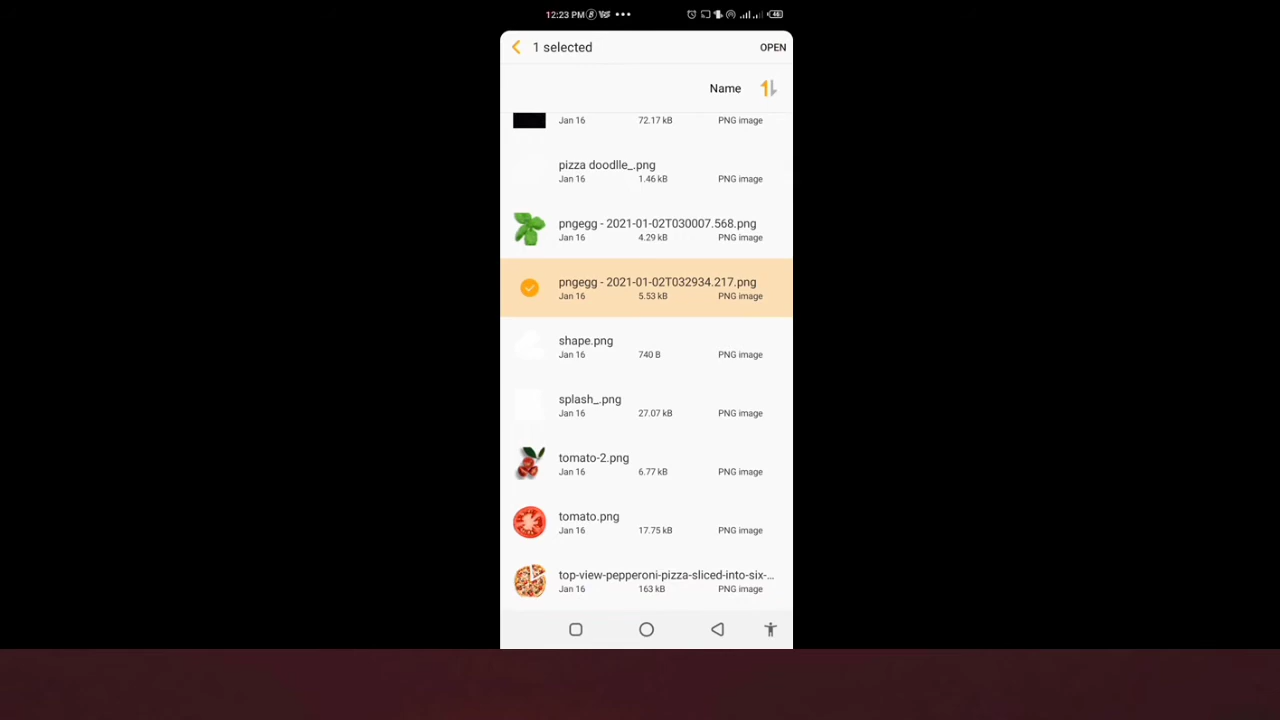 12:23 PM
46
1 selected
OPEN
Name
Jan 16 72.17 kB PNG image
pizza doodlle_.png
Jan 16 1.46 kB PNG image
pngegg - 2021-01-02T030007.568.png
Jan 16 4.29 kB PNG image
pngegg - 2021-01-02T032934.217.png
Jan 16 5.53 kB PNG image
shape.png
Jan 16 740 B PNG image
splash_.png
Jan 16 27.07 kB PNG image
tomato-2.png
Jan 16 6.77 kB PNG image
tomato.png
Jan 16 17.75 kB PNG image
top-view-pepperoni-pizza-sliced-into-six-...
Jan 16 163 kB PNG image